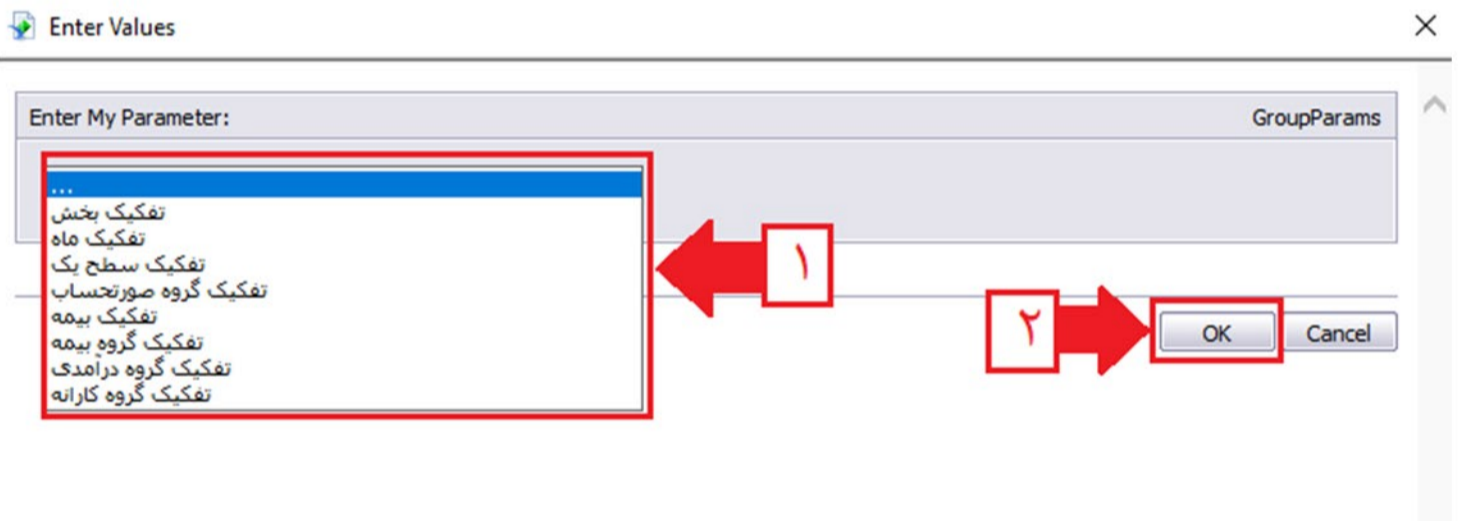 Enter Values
Enter My Parameter:
GroupParams
...
تفکیک بخش
تفکیک ماه
تفکیک سطح یک
تفکیک گروه صورتحساب
تفکیک بیمه
تفکیک گروه بیمه
تفکیک گروه درآمدی
تفکیک گروه کارانه
۱
۲
OK
Cancel